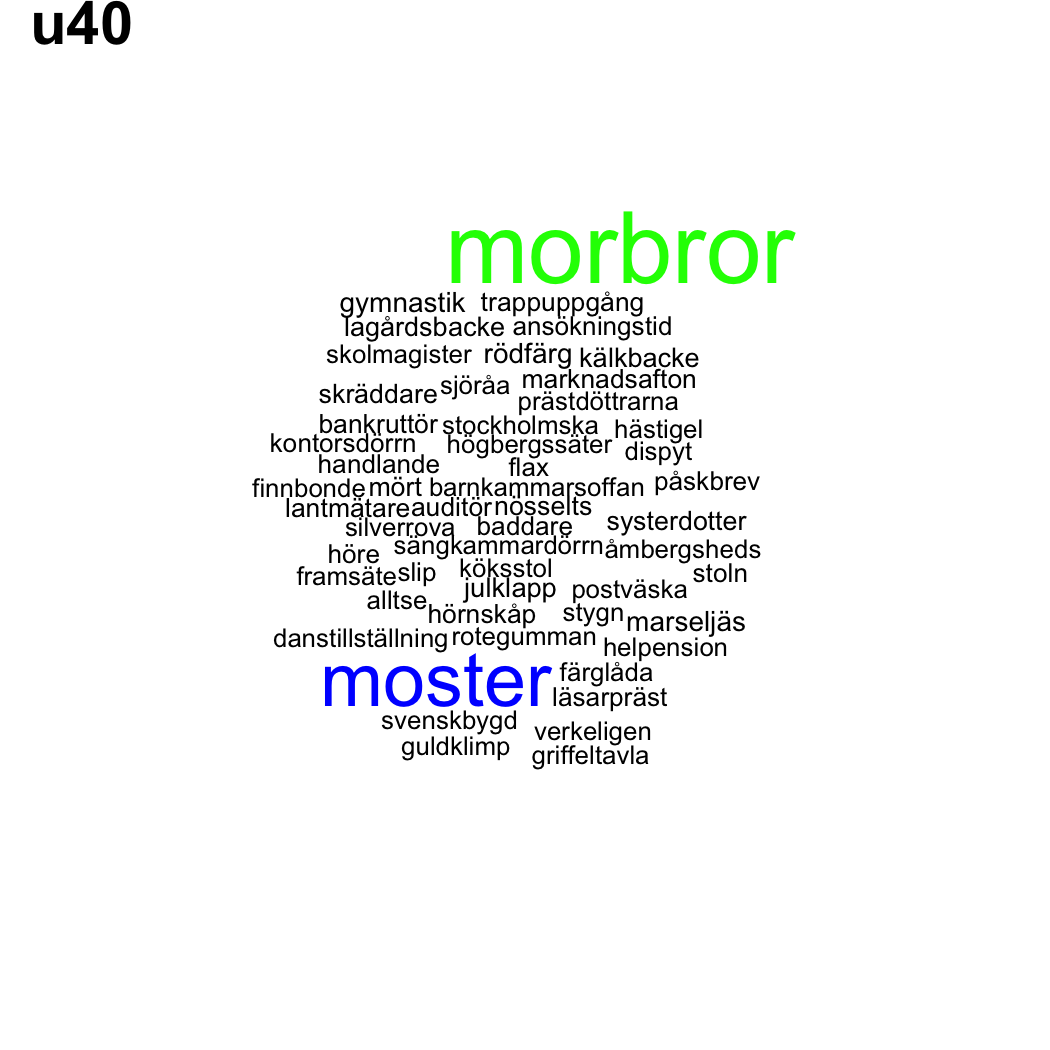 u40
morbror
gymnastik trappuppgång
lagårdsbacke ansökningstid
skolmagister rödfärg kälkbacke
skräddare sjöråa marknadsafton
prästdöttrarna
bankruttör stockholmska hästigel
kontorsdörrn högbergssäter dispyt
handlande flax
finnbonde mört barnkammarsoffan påskbrev
lantmätare auditör nösselts
silverrova baddare systerdotter
höre sängkammardörrn åmbergsheds
framsäte slip köksstol stoln
julklapp postväska
alltse hörnskåp stygn marseljäs
danstillställning rotegumman helpension
moster färglåda
läsarpräst
svenskbygd verkeligen
guldklimp griffeltavla